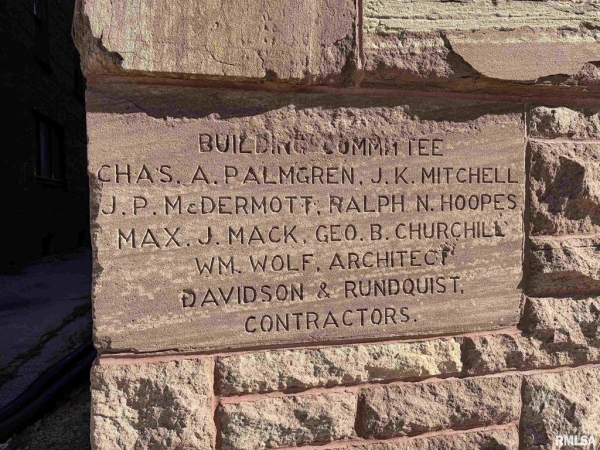 BUILDING COMMITTEE
CHAS. A. PALMGREN, J. K. MITCHELL
J. P. McDERMOTT, RALPH N. HOOPES
MAX. J. MACK, GEO. B. CHURCHILL
WM. WOLF, ARCHITECT
DAVIDSON & RUNDQUIST,
CONTRACTORS.
RMLSA